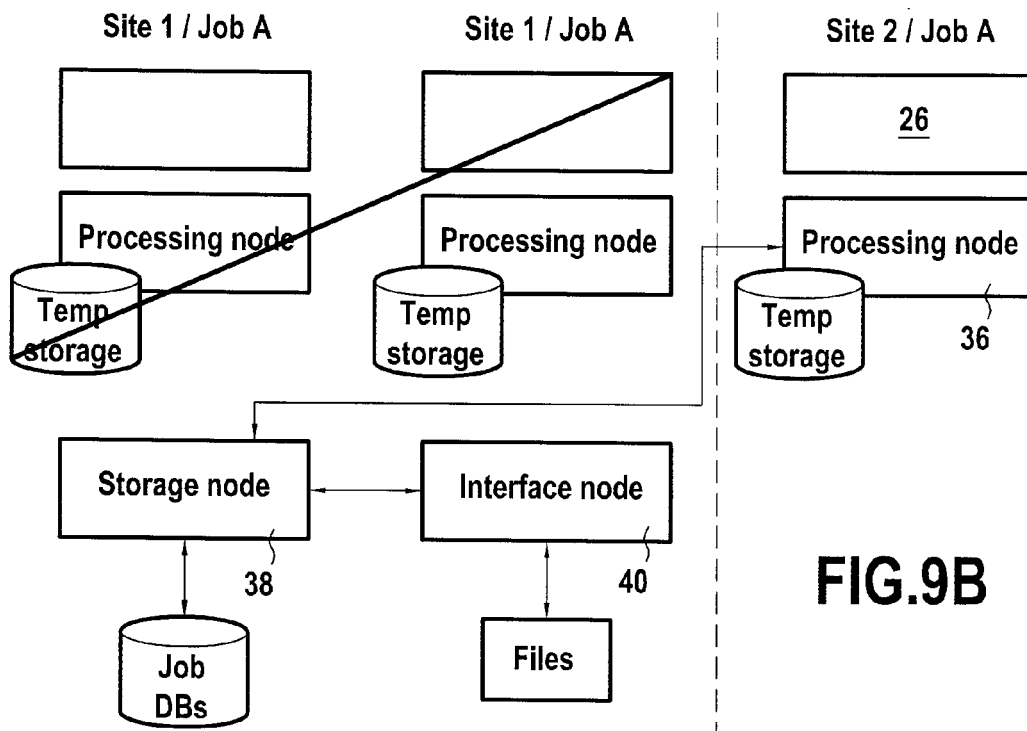 Site 1 / Job A
Site 1 / Job A
Site 2 / Job A
26
Processing node
Processing node
Processing node
Temp
storage
Temp
storage
Temp
storage
36
Storage node
Interface node
38
40
FIG.9B
Job
DBs
Files